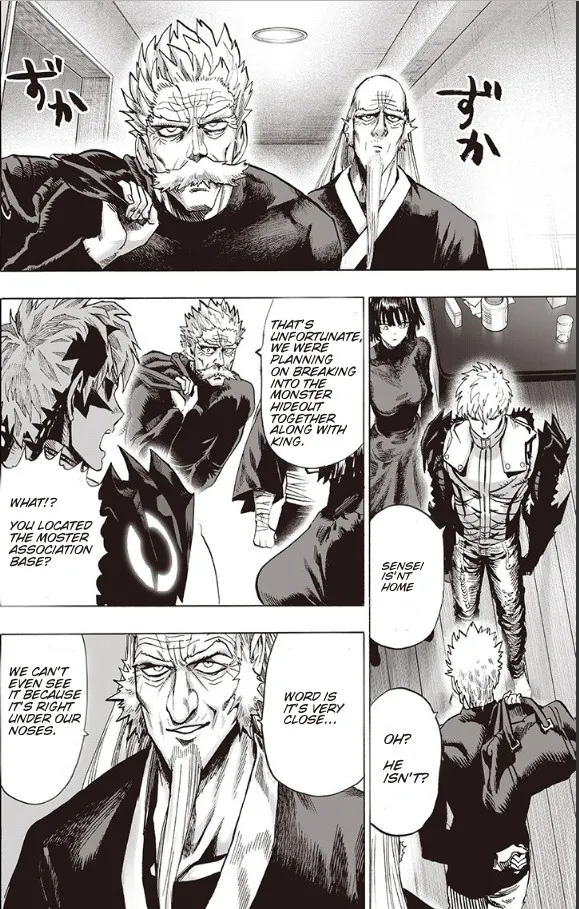 ずか
ずか
SENSEI
IS'NT
HOME
OH?
HE
ISN'T?
THAT'S
UNFORTUNATE,
WE WERE
PLANNING
ON BREAKING
INTO THE
MONSTER
HIDEOUT
TOGETHER
ALONG WITH
KING.
WHAT!?
YOU LOCATED
THE MOSTER
ASSOCIATION
BASE?
WORD IS
IT'S VERY
CLOSE...
WE CAN'T
EVEN SEE
IT BECAUSE
IT'S RIGHT
UNDER OUR
NOSES.